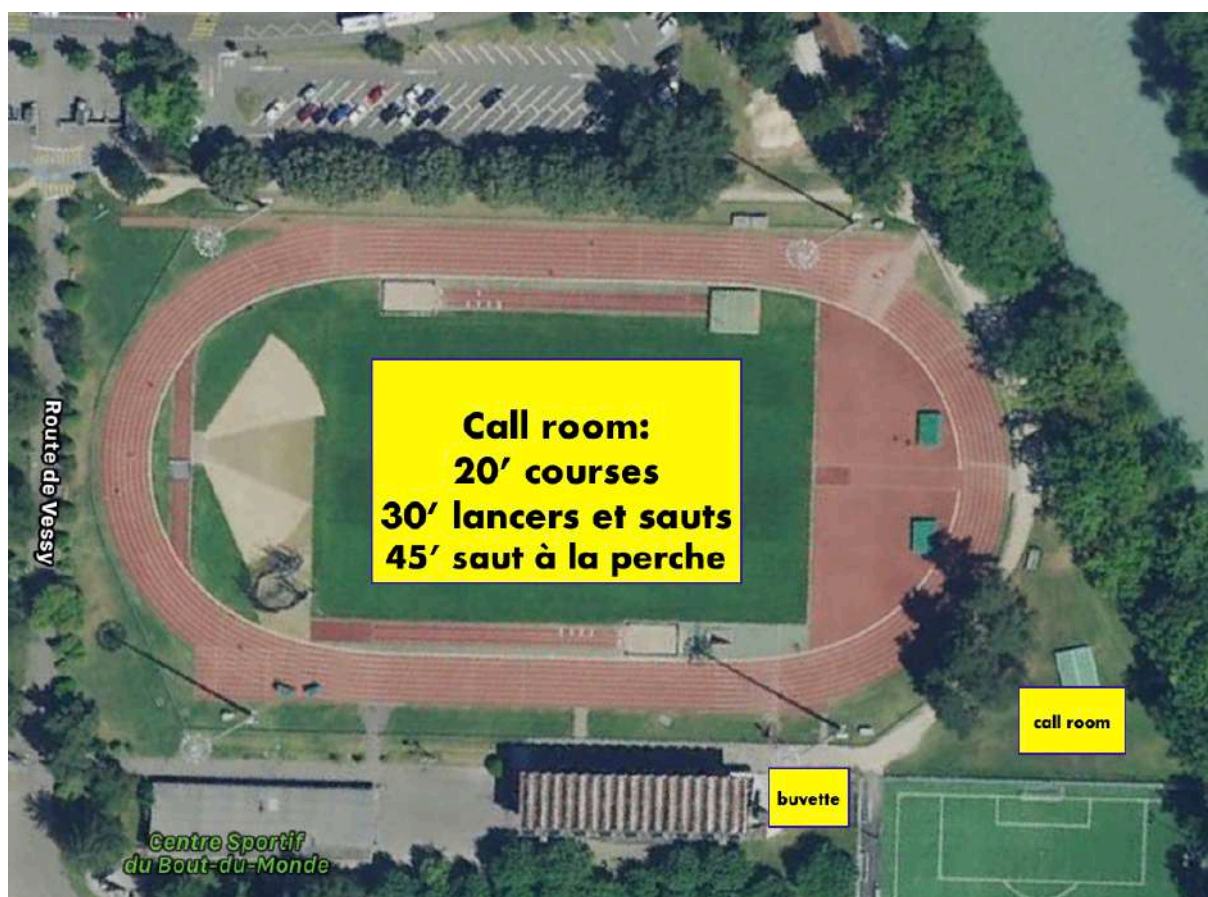 Call room:
20’ courses
30’ lancers et sauts
45’ saut à la perche
Route de Vessy
call room
buvette
Centre Sportif
du Bout-du-Monde